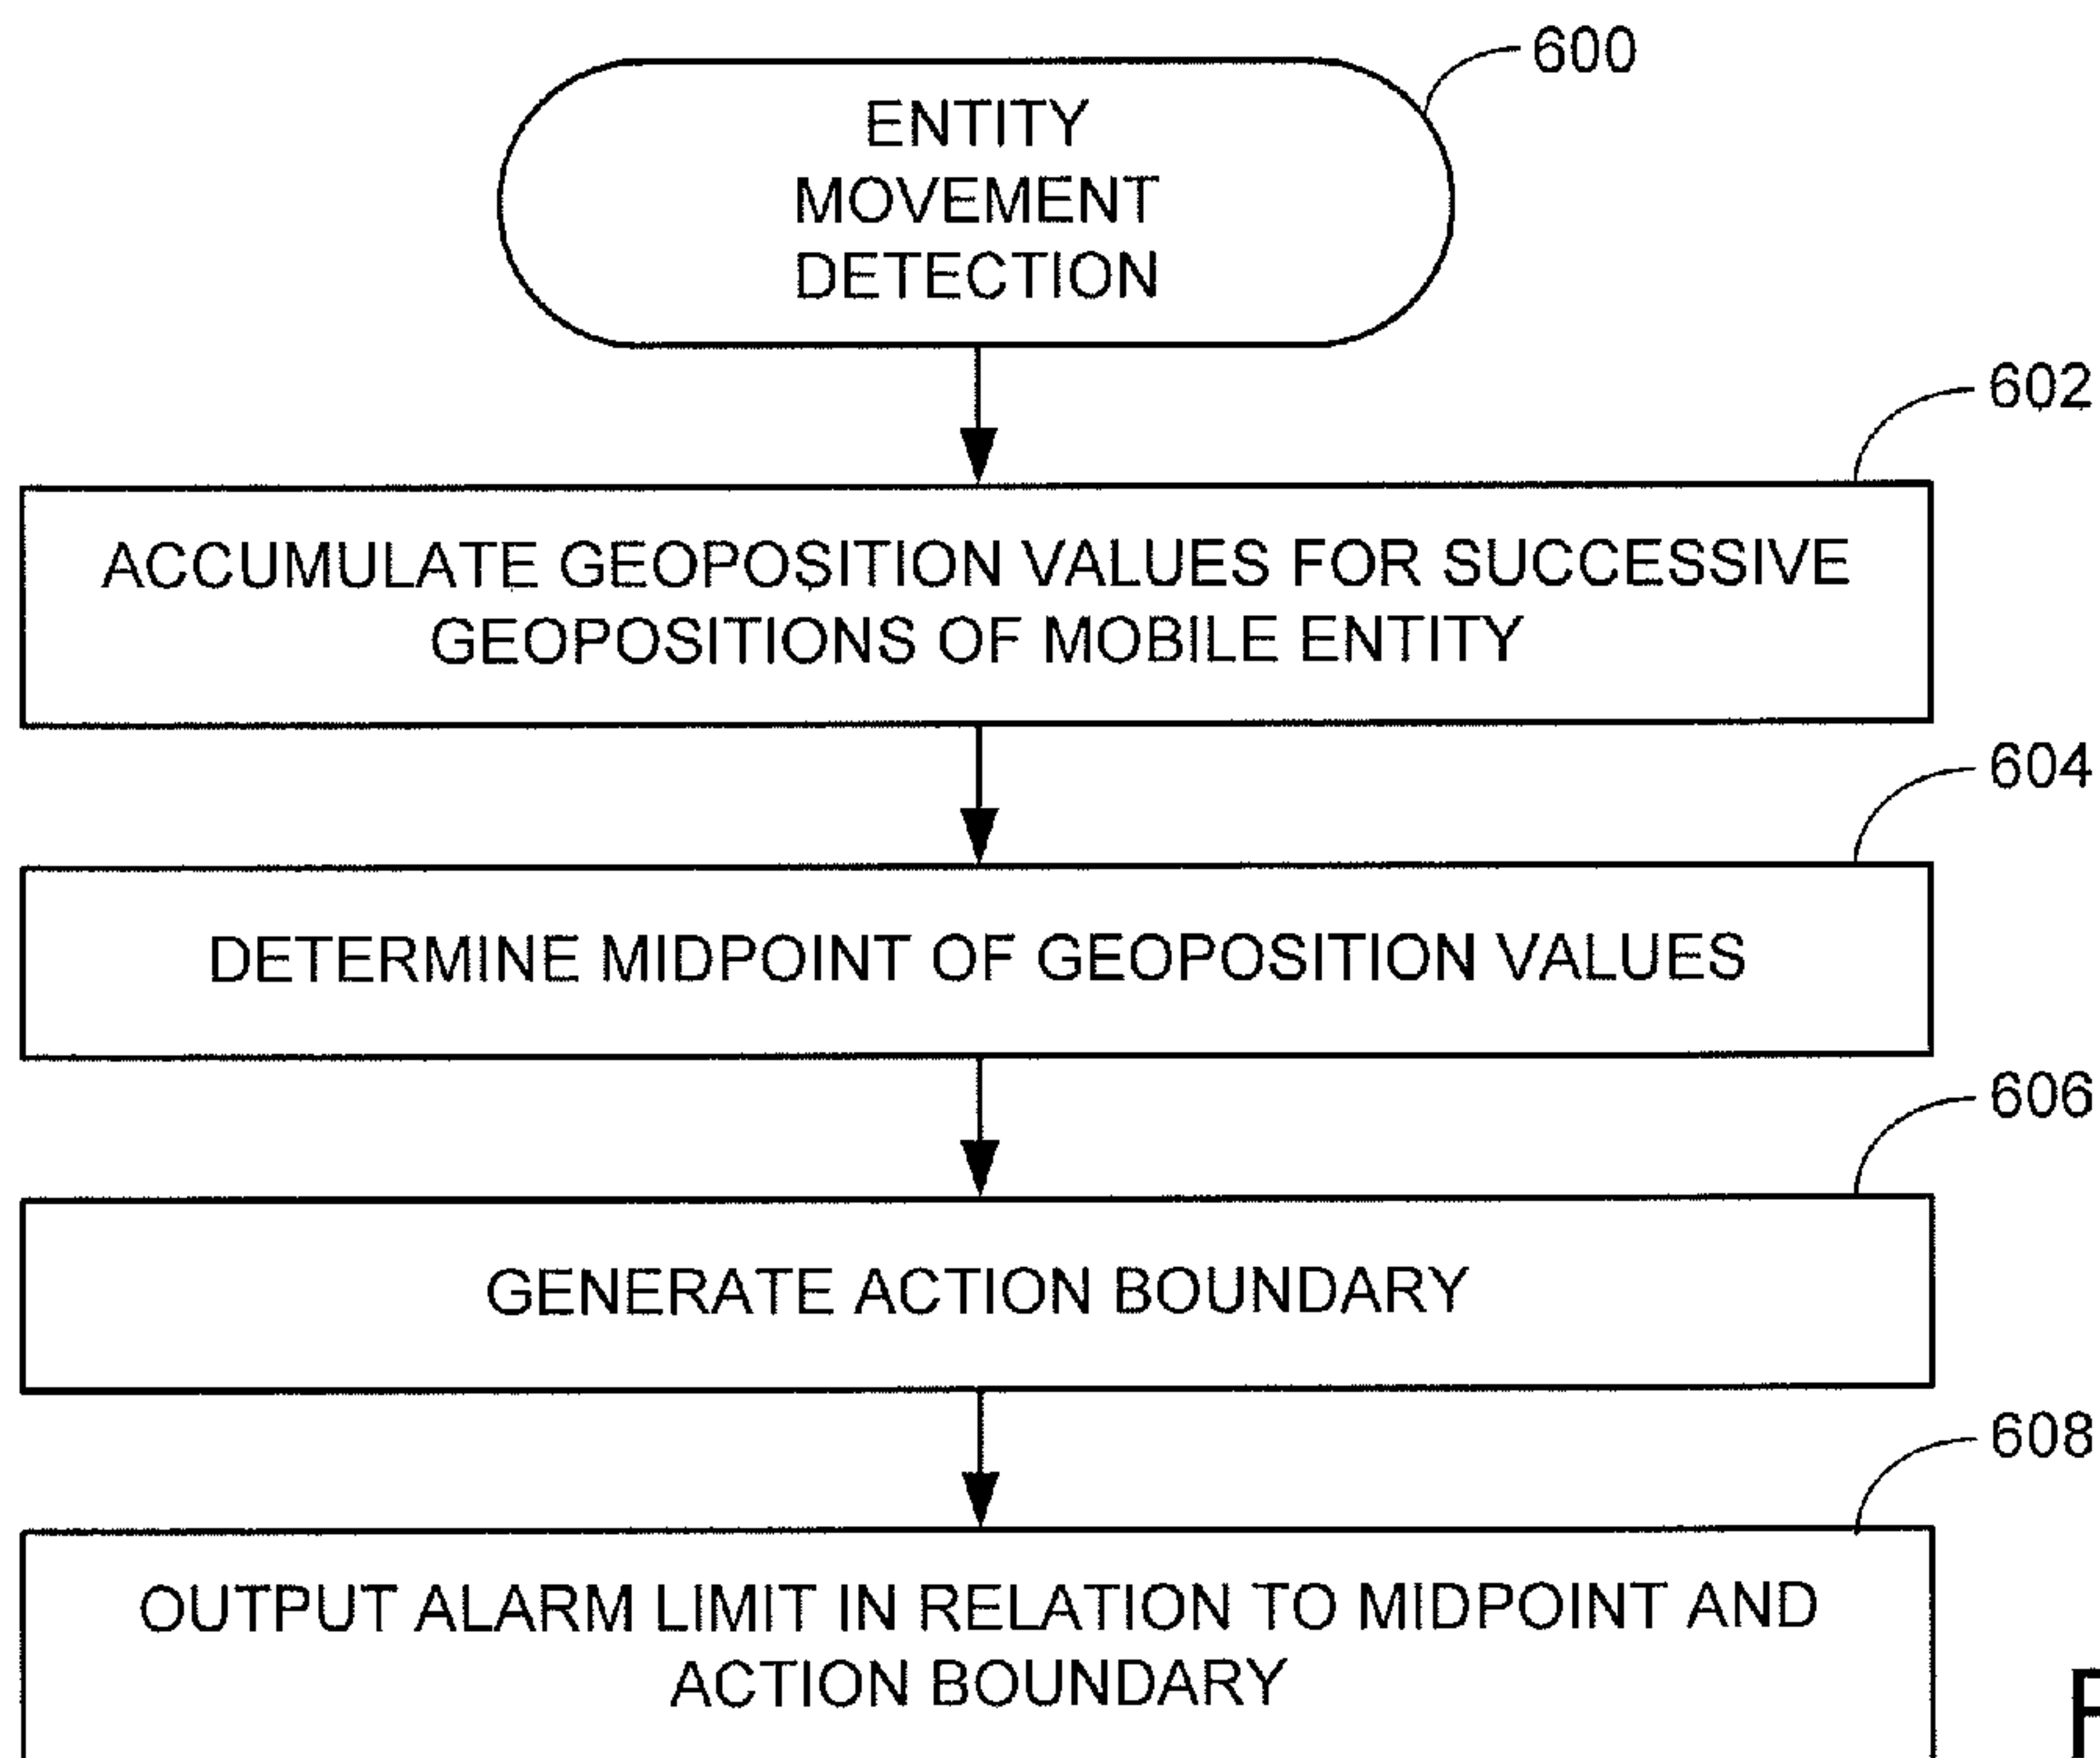 600
ENTITY
MOVEMENT
DETECTION
602
ACCUMULATE GEOPOSITION VALUES FOR SUCCESSIVE
GEOPOSITIONS OF MOBILE ENTITY
604
DETERMINE MIDPOINT OF GEOPOSITION VALUES
606
GENERATE ACTION BOUNDARY
608
OUTPUT ALARM LIMIT IN RELATION TO MIDPOINT AND
ACTION BOUNDARY